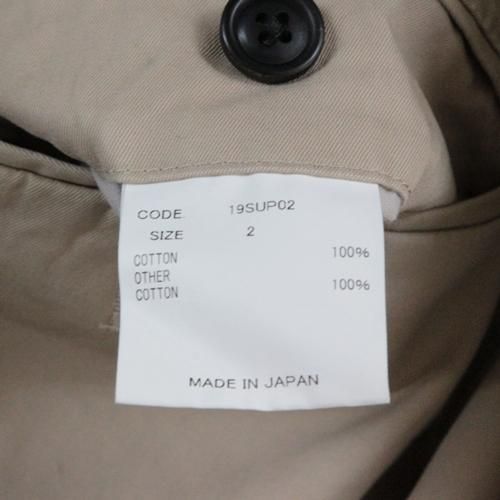 CODE. 19SUP02
SIZE 2
COTTON 100%
OTHER
COTTON 100%
MADE IN JAPAN